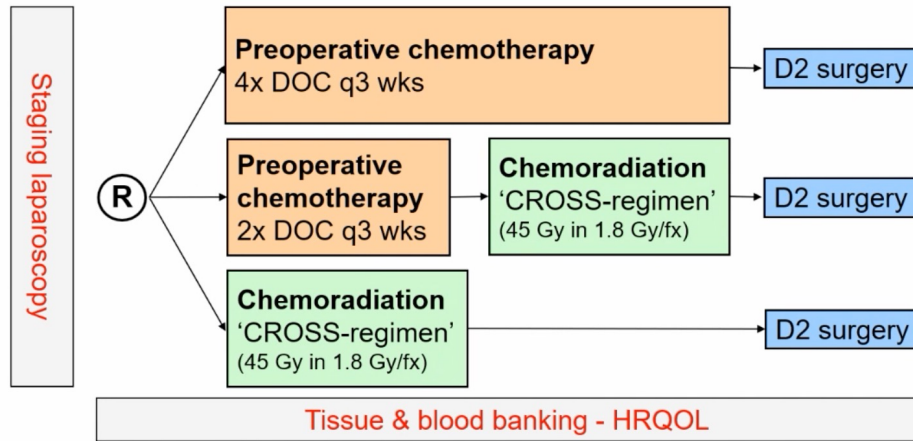 Staging laparoscopy
R
Preoperative chemotherapy
4x DOC q3 wks
D2 surgery
Preoperative
chemotherapy
2x DOC q3 wks
Chemoradiation
‘CROSS-regimen’
(45 Gy in 1.8 Gy/fx)
D2 surgery
Chemoradiation
‘CROSS-regimen’
(45 Gy in 1.8 Gy/fx)
D2 surgery
Tissue & blood banking - HRQOL